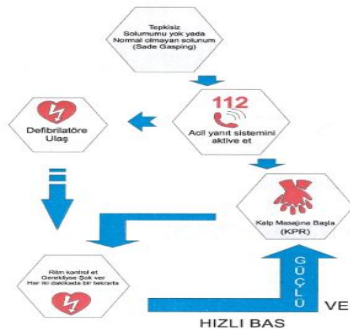 Tepkisiz
Solunumu yok yada
Normal olmayan solunum
(Sade Gasping)
112
Acil yanıt sistemini
aktive et
Defibrilatöre
Ulaş
Kalp Masajına Başla
(KPR)
Ritm kontrol et
Gerekliyse Şok ver
Her iki dakikada bir tekrarla
GÜÇLÜ
VE
HIZLI BAS